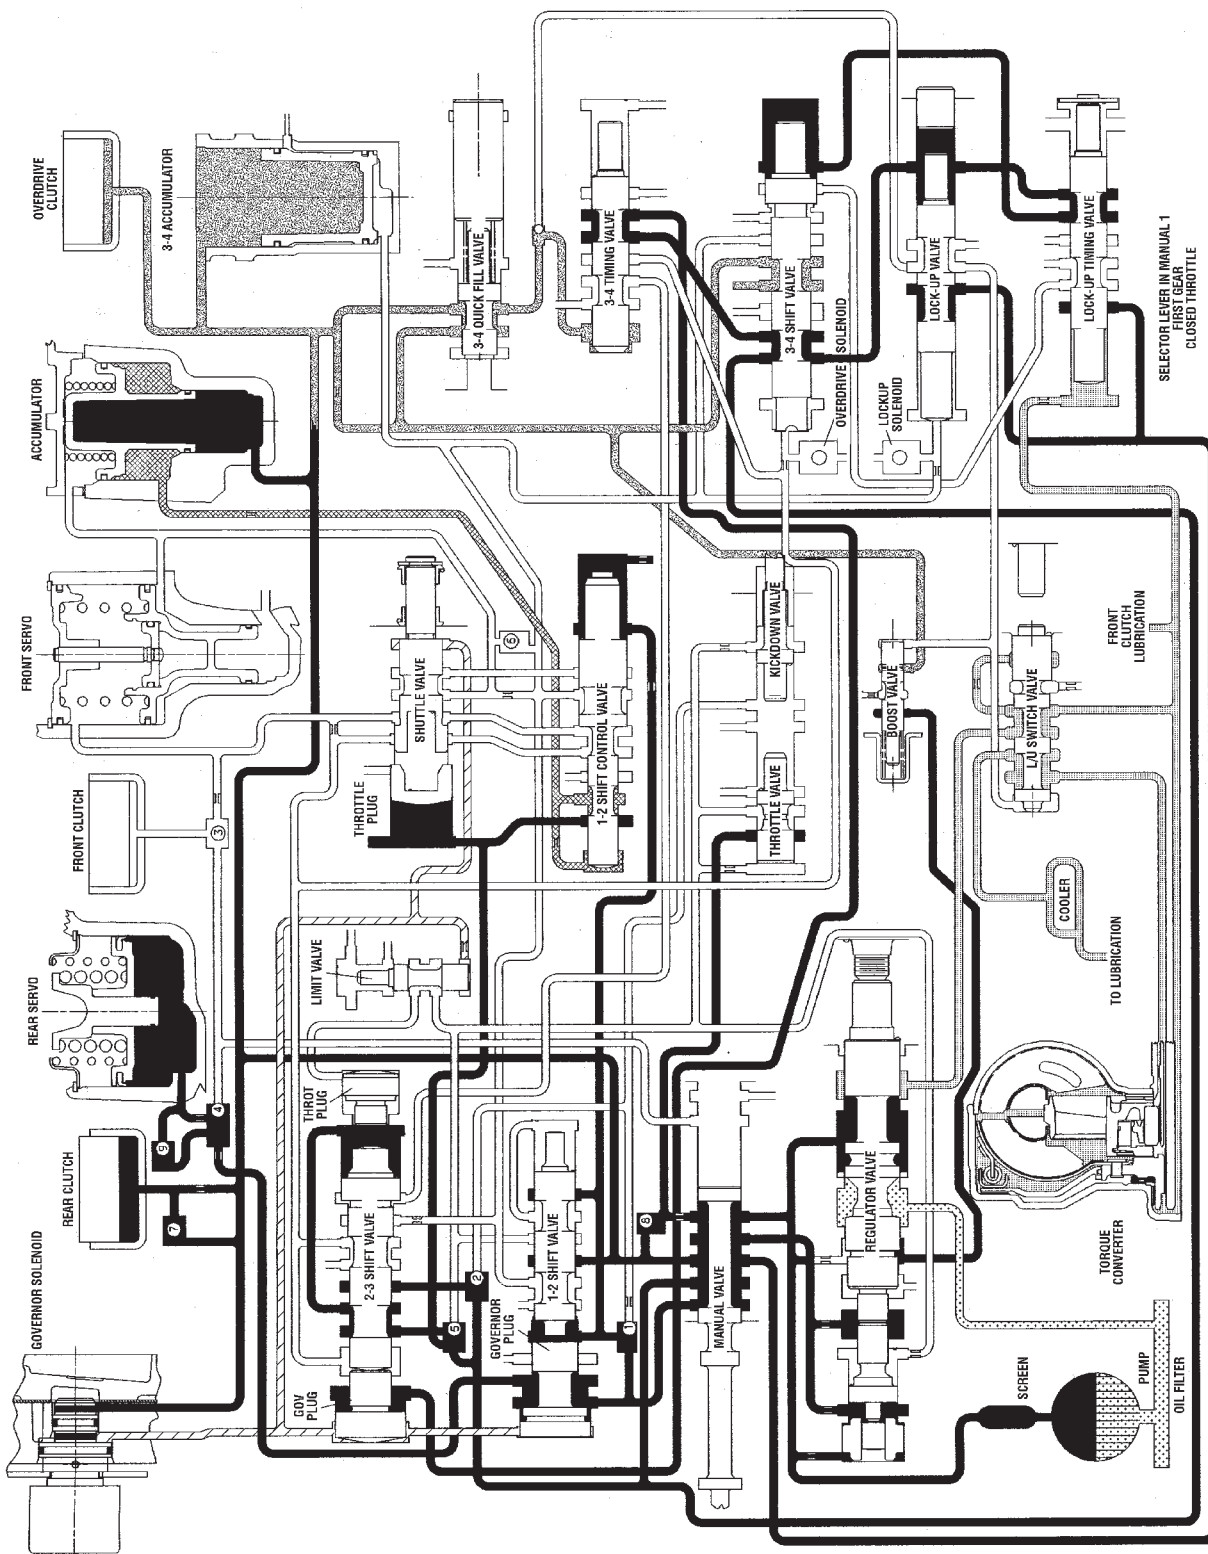 OVERDRIVE
CLUTCH
3-4 ACCUMULATOR
3-4 QUICK FILL VALVE
3-4 TIMING VALVE
3-4 SHIFT VALVE
OVERDRIVE SOLENOID
LOCK-UP VALVE
LOCKUP
SOLENOID
LOCK-UP TIMING VALVE
SELECTOR LEVER IN MANUAL 1
FIRST GEAR
CLOSED THROTTLE
ACCUMULATOR
FRONT SERVO
SHUTTLE VALVE
THROTTLE
PLUG
6
1-2 SHIFT CONTROL VALVE
KICKDOWN VALVE
THROTTLE VALVE
BOOST VALVE
L/U SWITCH VALVE
FRONT
CLUTCH
LUBRICATION
FRONT CLUTCH
3
COOLER
TO LUBRICATION
REAR SERVO
LIMIT VALVE
9
4
REAR CLUTCH
7
THROT
PLUG
2-3 SHIFT VALVE
2
5
GOV
PLUG
1-2 SHIFT VALVE
GOVERNOR
PLUG
1
8
MANUAL VALVE
REGULATOR VALVE
TORQUE
CONVERTER
GOVERNOR SOLENOID
SCREEN
PUMP
OIL FILTER